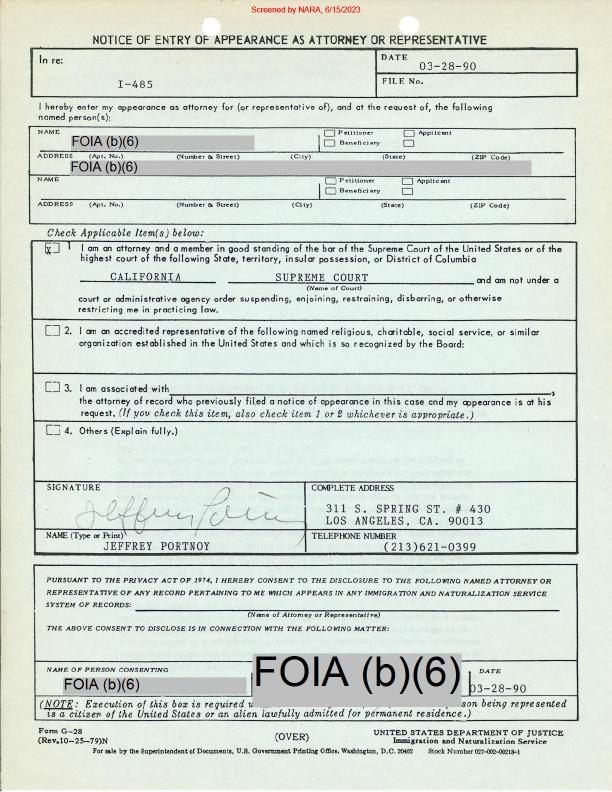 Screened by NARA, 6/15/2023
NOTICE OF ENTRY OF APPEARANCE AS ATTORNEY OR REPRESENTATIVE
In re:
I-485
DATE
03-28-90
FILE No.
I hereby enter my appearance as attorney for (or representative of), and at the request of, the following
named person(s):
NAME
FOIA (b)(6)
Petitioner Applicant
Beneficiary
ADDRESS (Apt. No.) (Number & Street) (City) (State) (ZIP Code)
FOIA (b)(6)
NAME
Petitioner Applicant
Beneficiary
ADDRESS (Apt. No.) (Number & Street) (City) (State) (ZIP Code)
Check Applicable Item(s) below:
x 1 I am an attorney and a member in good standing of the bar of the Supreme Court of the United States or of the
highest court of the following State, territory, insular possession, or District of Columbia
CALIFORNIA SUPREME COURT and am not under a
(Name of Court)
court or administrative agency order suspending, enjoining, restraining, disbarring, or otherwise
restricting me in practicing law.
2. I am an accredited representative of the following named religious, charitable, social service, or similar
organization established in the United States and which is so recognized by the Board:
3. I am associated with ,
the attorney of record who previously filed a notice of appearance in this case and my appearance is at his
request. (If you check this item, also check item 1 or 2 whichever is appropriate.)
4. Others (Explain fully.)
SIGNATURE
Jeffrey Portnoy
COMPLETE ADDRESS
311 S. SPRING ST. # 430
LOS ANGELES, CA. 90013
NAME (Type or Print)
JEFFREY PORTNOY
TELEPHONE NUMBER
(213)621-0399
PURSUANT TO THE PRIVACY ACT OF 1974, I HEREBY CONSENT TO THE DISCLOSURE TO THE FOLLOWING NAMED ATTORNEY OR
REPRESENTATIVE OF ANY RECORD PERTAINING TO ME WHICH APPEARS IN ANY IMMIGRATION AND NATURALIZATION SERVICE
SYSTEM OF RECORDS:
(Name of Attorney or Representative)
THE ABOVE CONSENT TO DISCLOSE IS IN CONNECTION WITH THE FOLLOWING MATTER:
NAME OF PERSON CONSENTING
FOIA (b)(6)
FOIA (b)(6)
DATE
03-28-90
(NOTE: Execution of this box is required son being represented
is a citizen of the United States or an alien lawfully admitted for permanent residence.)
Form G-28
(Rev.10-25-79)N
(OVER)
UNITED STATES DEPARTMENT OF JUSTICE
Immigration and Naturalization Service
For sale by the Superintendent of Documents, U.S. Government Printing Office, Washington, D.C. 20402 Stock Number 027-002-00218-1